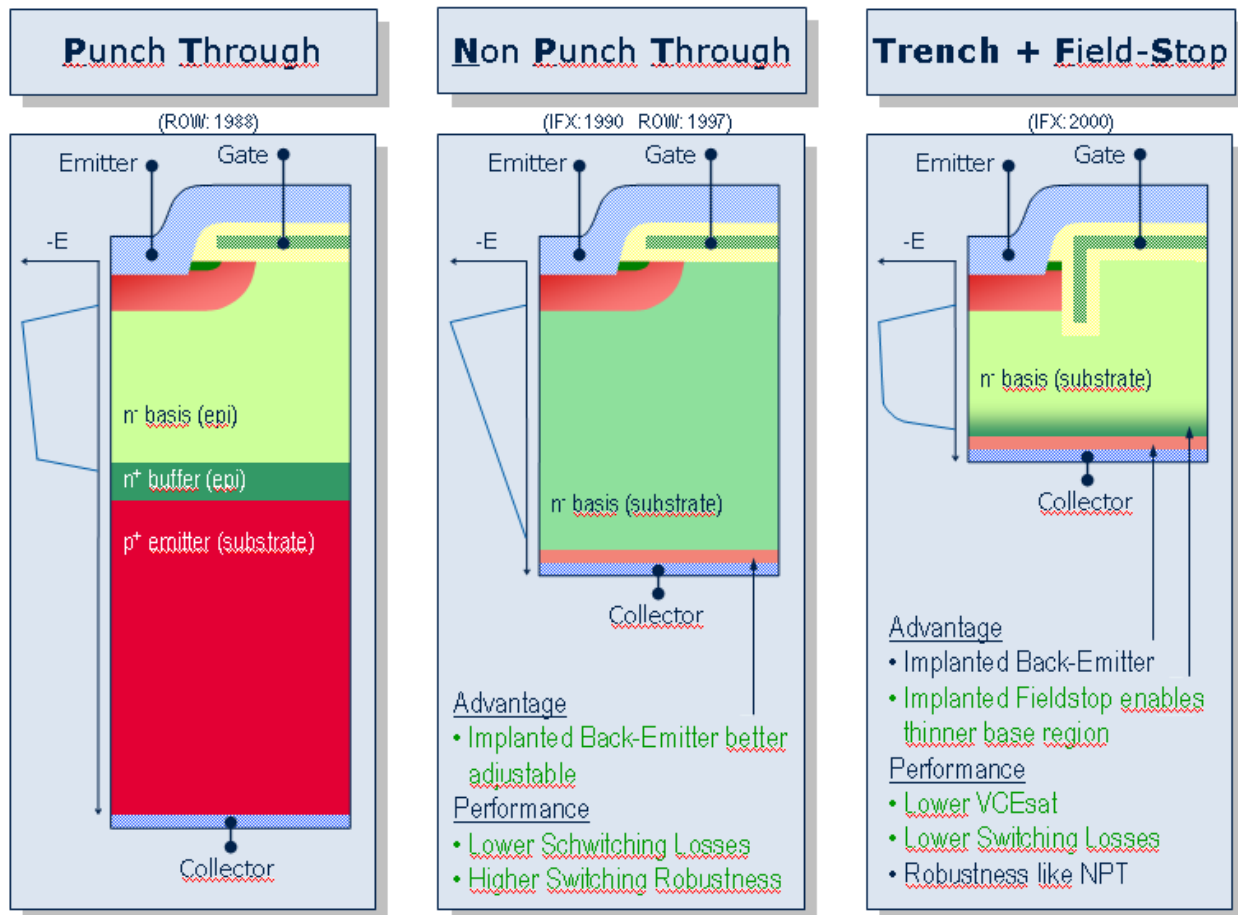 Punch Through
(ROW: 1988)
Emitter
Gate
-E
n- basis (epi)
n+ buffer (epi)
p+ emitter (substrate)
Collector
Non Punch Through
(IFX: 1990 ROW: 1997)
Emitter
Gate
-E
n- basis (substrate)
Collector
Advantage
• Implanted Back-Emitter better
adjustable
Performance
• Lower Schwitching Losses
• Higher Switching Robustness
Trench + Field-Stop
(IFX: 2000)
Emitter
Gate
-E
n- basis (substrate)
Collector
Advantage
• Implanted Back-Emitter
• Implanted Fieldstop enables
thinner base region
Performance
• Lower VCEsat
• Lower Switching Losses
• Robustness like NPT